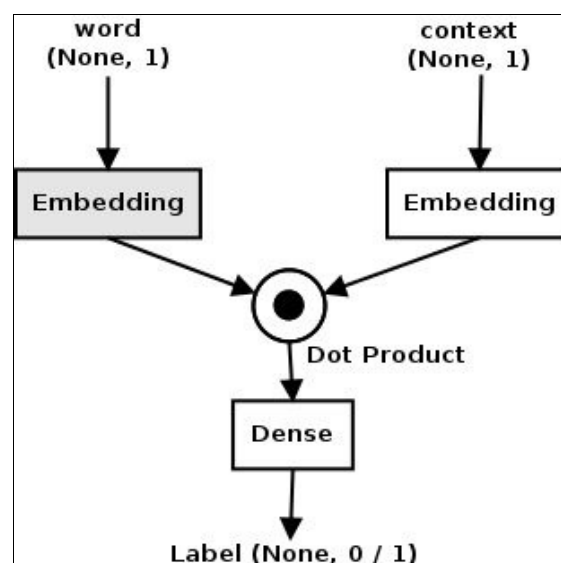 word
(None, 1)
context
(None, 1)
Embedding
Embedding
Dot Product
Dense
Label (None, 0 / 1)